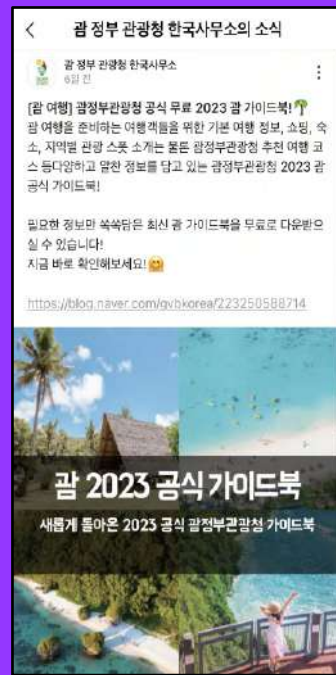 괌 정부 관광청 한국사무소의 소식
괌 정부 관광청 한국사무소
6일 전
[괌 여행] 괌정부관광청 공식 무료 2023 괌 가이드북!🌴
괌 여행을 준비하는 여행객들을 위한 기본 여행 정보, 쇼핑, 숙
소, 지역별 관광 스폿 소개는 물론 괌정부관광청 추천 여행 코
스 등다양하고 알찬 정보를 담고 있는 괌정부관광청 2023 괌
공식 가이드북!
필요한 정보만 쏙쏙담은 최신 괌 가이드북을 무료로 다운받으
실 수 있습니다!
지금 바로 확인해보세요!🤗
https://blog.naver.com/gvbkorea/223250588714
괌 2023 공식 가이드북
새롭게 돌아온 2023 공식 괌정부관광청 가이드북